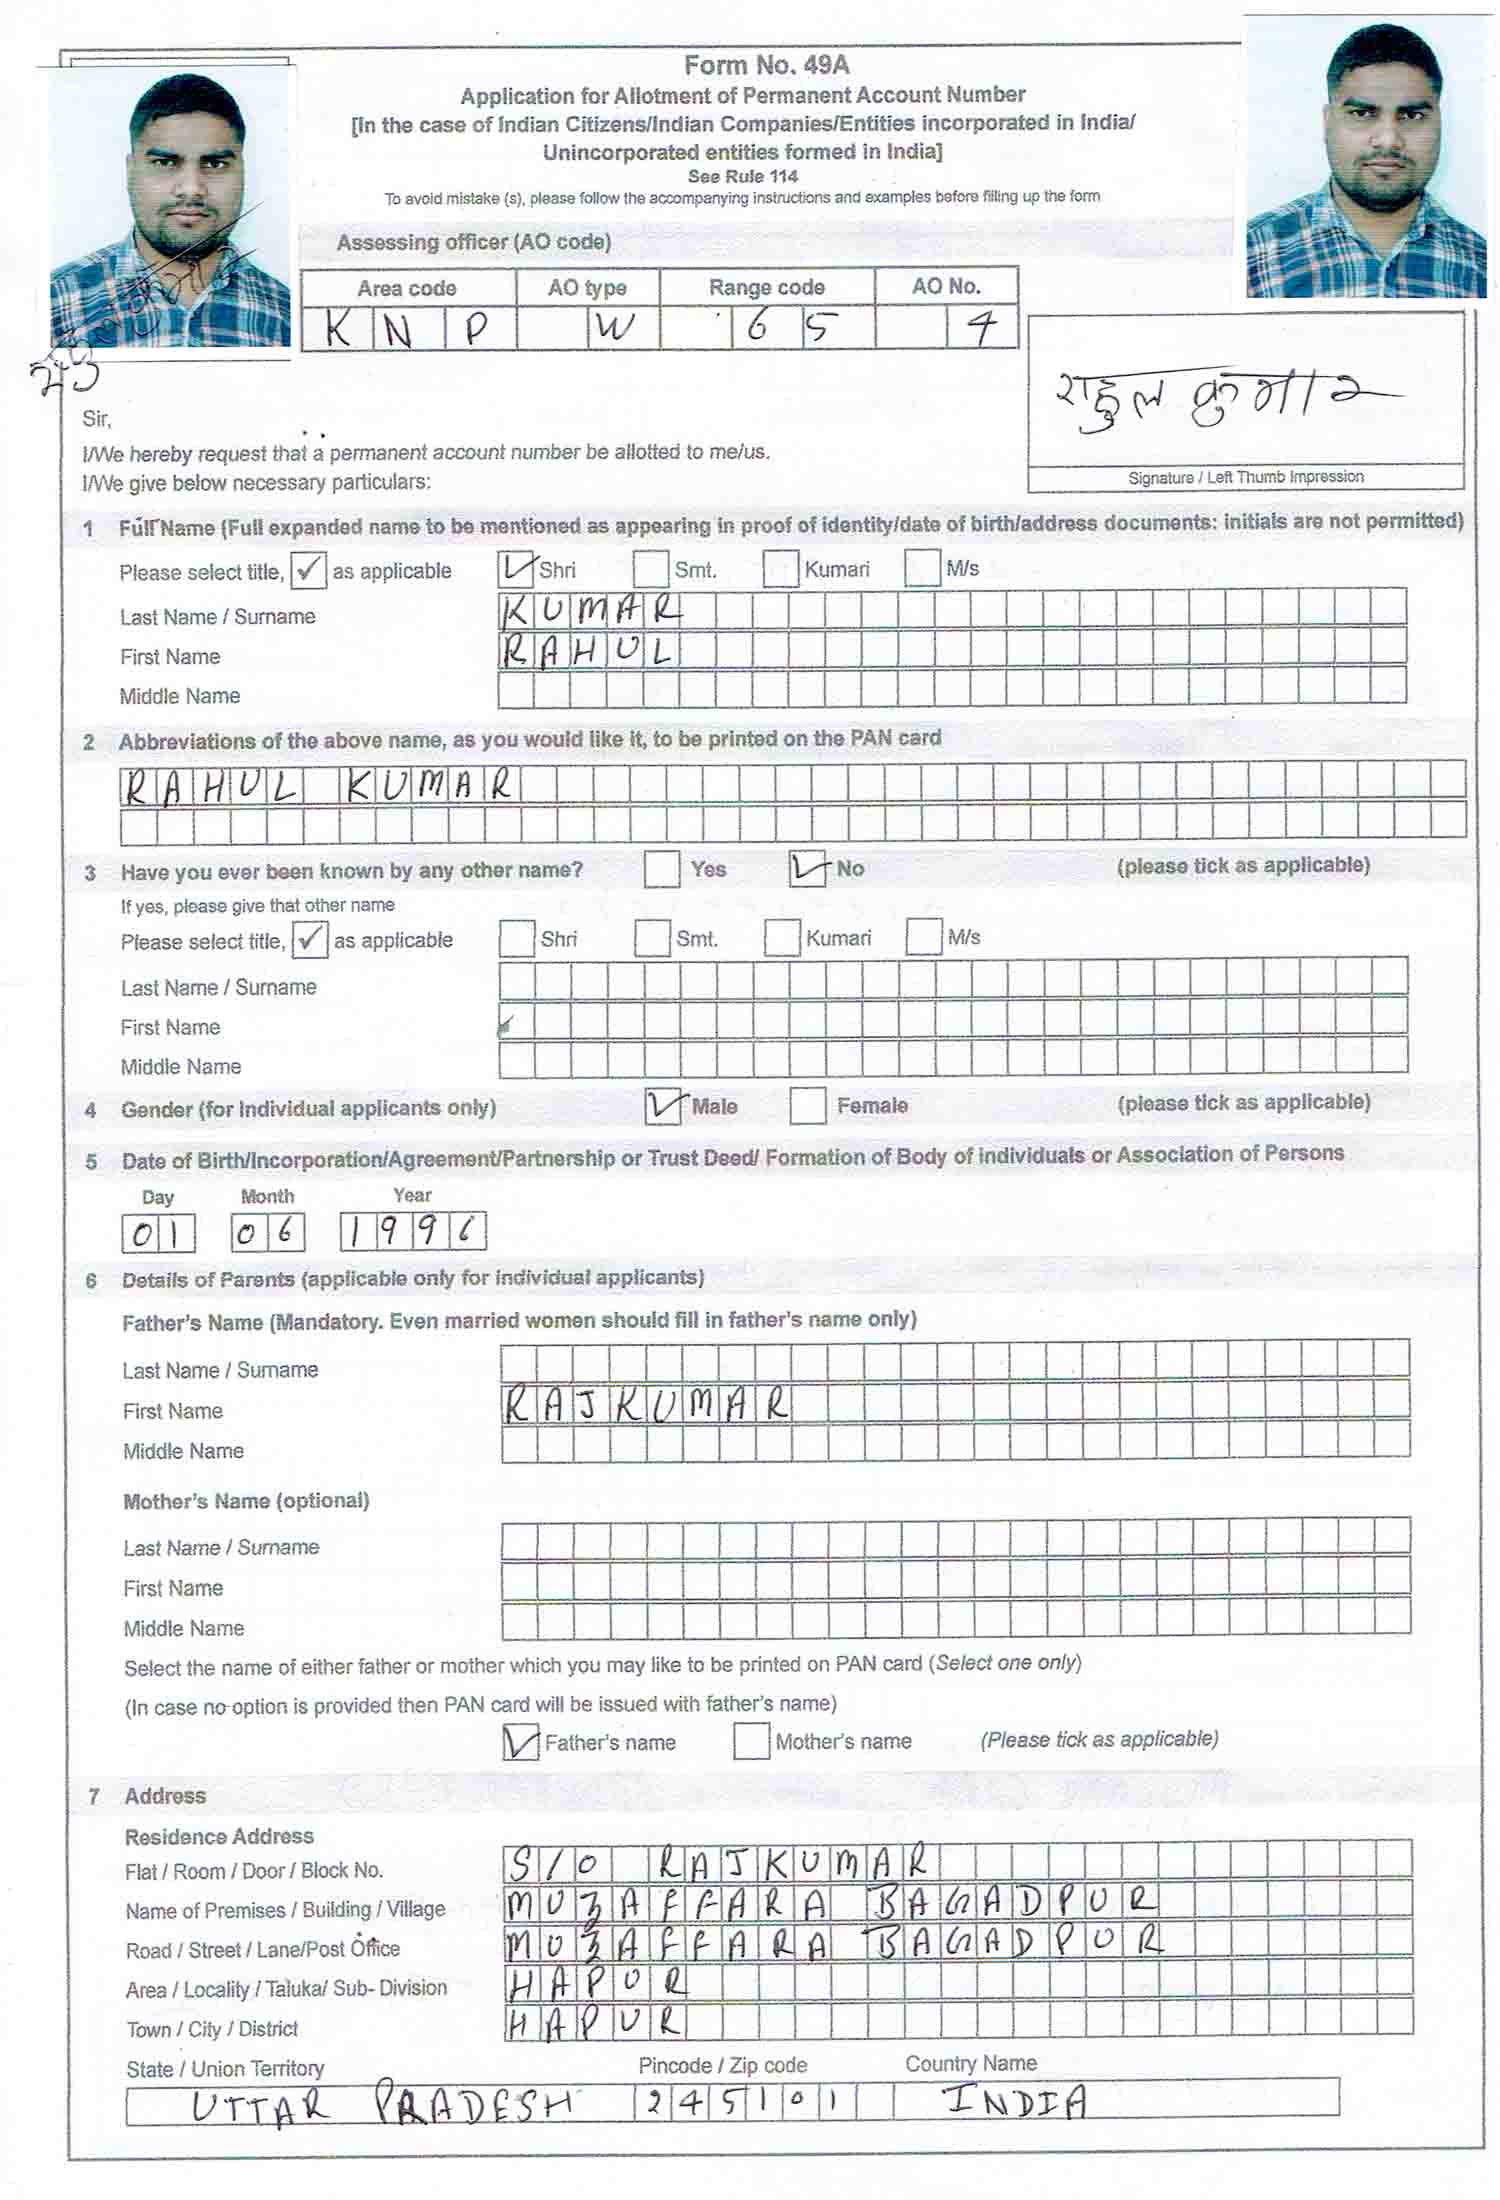 Form No. 49A
Application for Allotment of Permanent Account Number
[In the case of Indian Citizens/Indian Companies/Entities incorporated in India/
Unincorporated entities formed in India]
See Rule 114
To avoid mistake (s), please follow the accompanying instructions and examples before filling up the form
Assessing officer (AO code)
Area code AO type Range code AO No.
KNP W 65 4
राहुल कुमार
Signature / Left Thumb Impression
Sir,
I/We hereby request that a permanent account number be allotted to me/us.
I/We give below necessary particulars:
1 Full Name (Full expanded name to be mentioned as appearing in proof of identity/date of birth/address documents: initials are not permitted)
Please select title, ✓ as applicable ✓ Shri Smt. Kumari M/s
Last Name / Surname KUMAR
First Name RAHUL
Middle Name
2 Abbreviations of the above name, as you would like it, to be printed on the PAN card
RAHUL KUMAR
3 Have you ever been known by any other name? Yes ✓ No (please tick as applicable)
If yes, please give that other name
Please select title, ✓ as applicable Shri Smt. Kumari M/s
Last Name / Surname
First Name
Middle Name
4 Gender (for Individual applicants only) ✓ Male Female (please tick as applicable)
5 Date of Birth/Incorporation/Agreement/Partnership or Trust Deed/ Formation of Body of individuals or Association of Persons
Day Month Year
01 06 1996
6 Details of Parents (applicable only for individual applicants)
Father's Name (Mandatory. Even married women should fill in father's name only)
Last Name / Surname
First Name RAJKUMAR
Middle Name
Mother's Name (optional)
Last Name / Surname
First Name
Middle Name
Select the name of either father or mother which you may like to be printed on PAN card (Select one only)
(In case no option is provided then PAN card will be issued with father's name)
✓ Father's name Mother's name (Please tick as applicable)
7 Address
Residence Address
Flat / Room / Door / Block No. S/O RAJKUMAR
Name of Premises / Building / Village MUZAFFARA BAGADPUR
Road / Street / Lane/Post Office MUZAFFARA BAGADPUR
Area / Locality / Taluka/ Sub- Division HAPUR
Town / City / District HAPUR
State / Union Territory Pincode / Zip code Country Name
UTTAR PRADESH 245101 INDIA